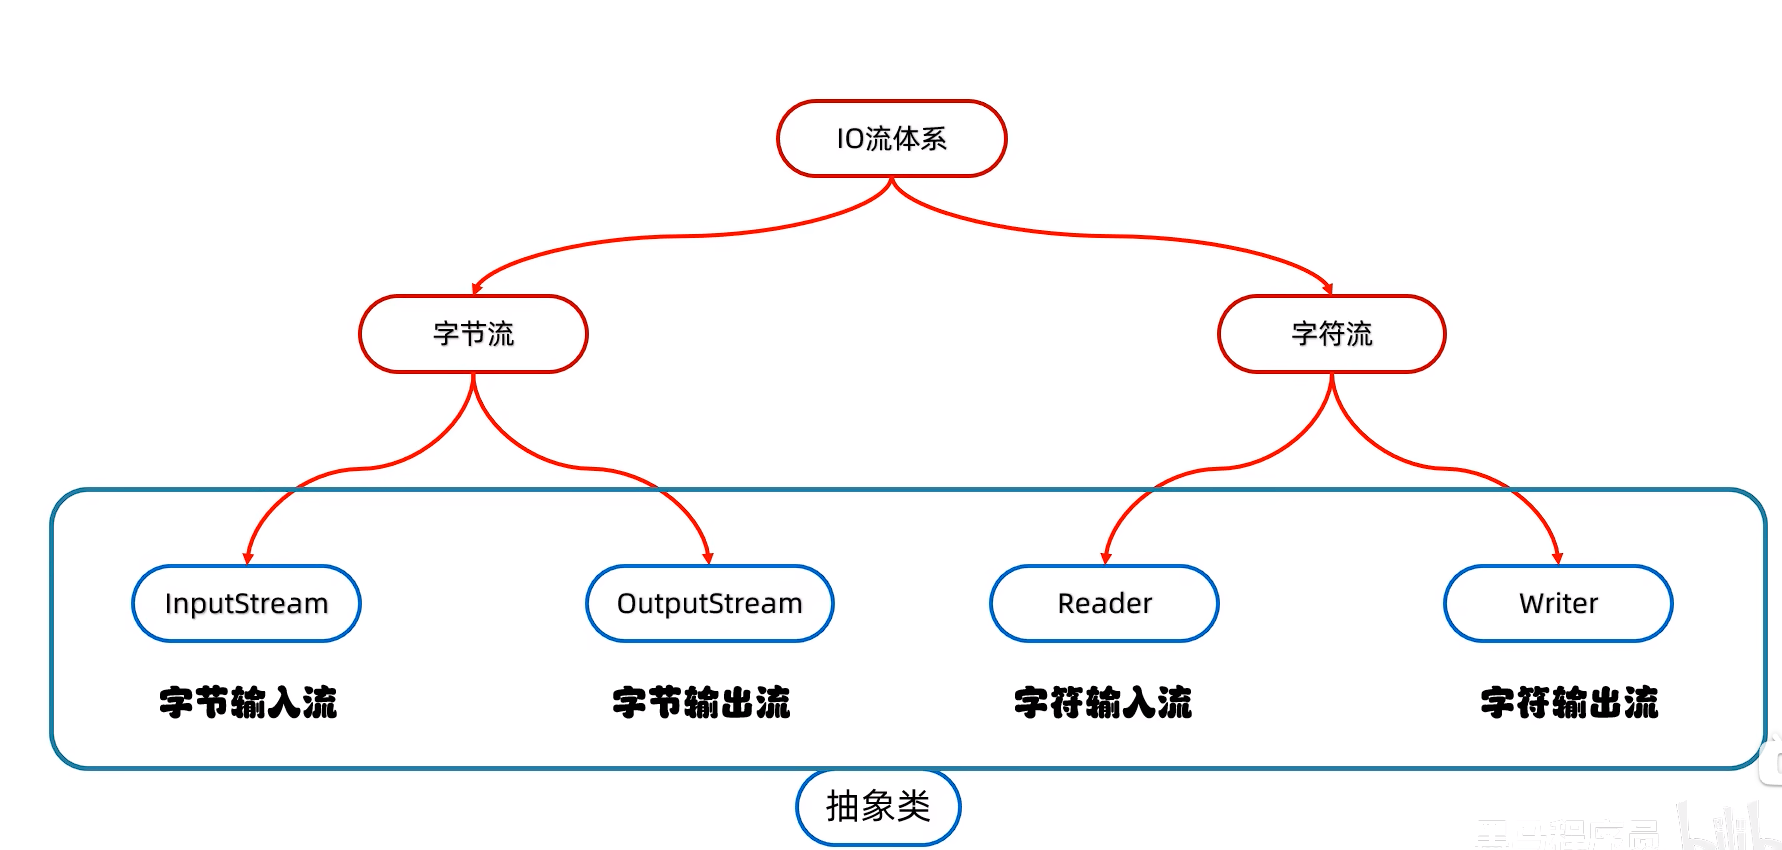 IO流体系
字节流
字符流
InputStream
OutputStream
Reader
Writer
字节输入流
字节输出流
字符输入流
字符输出流
抽象类